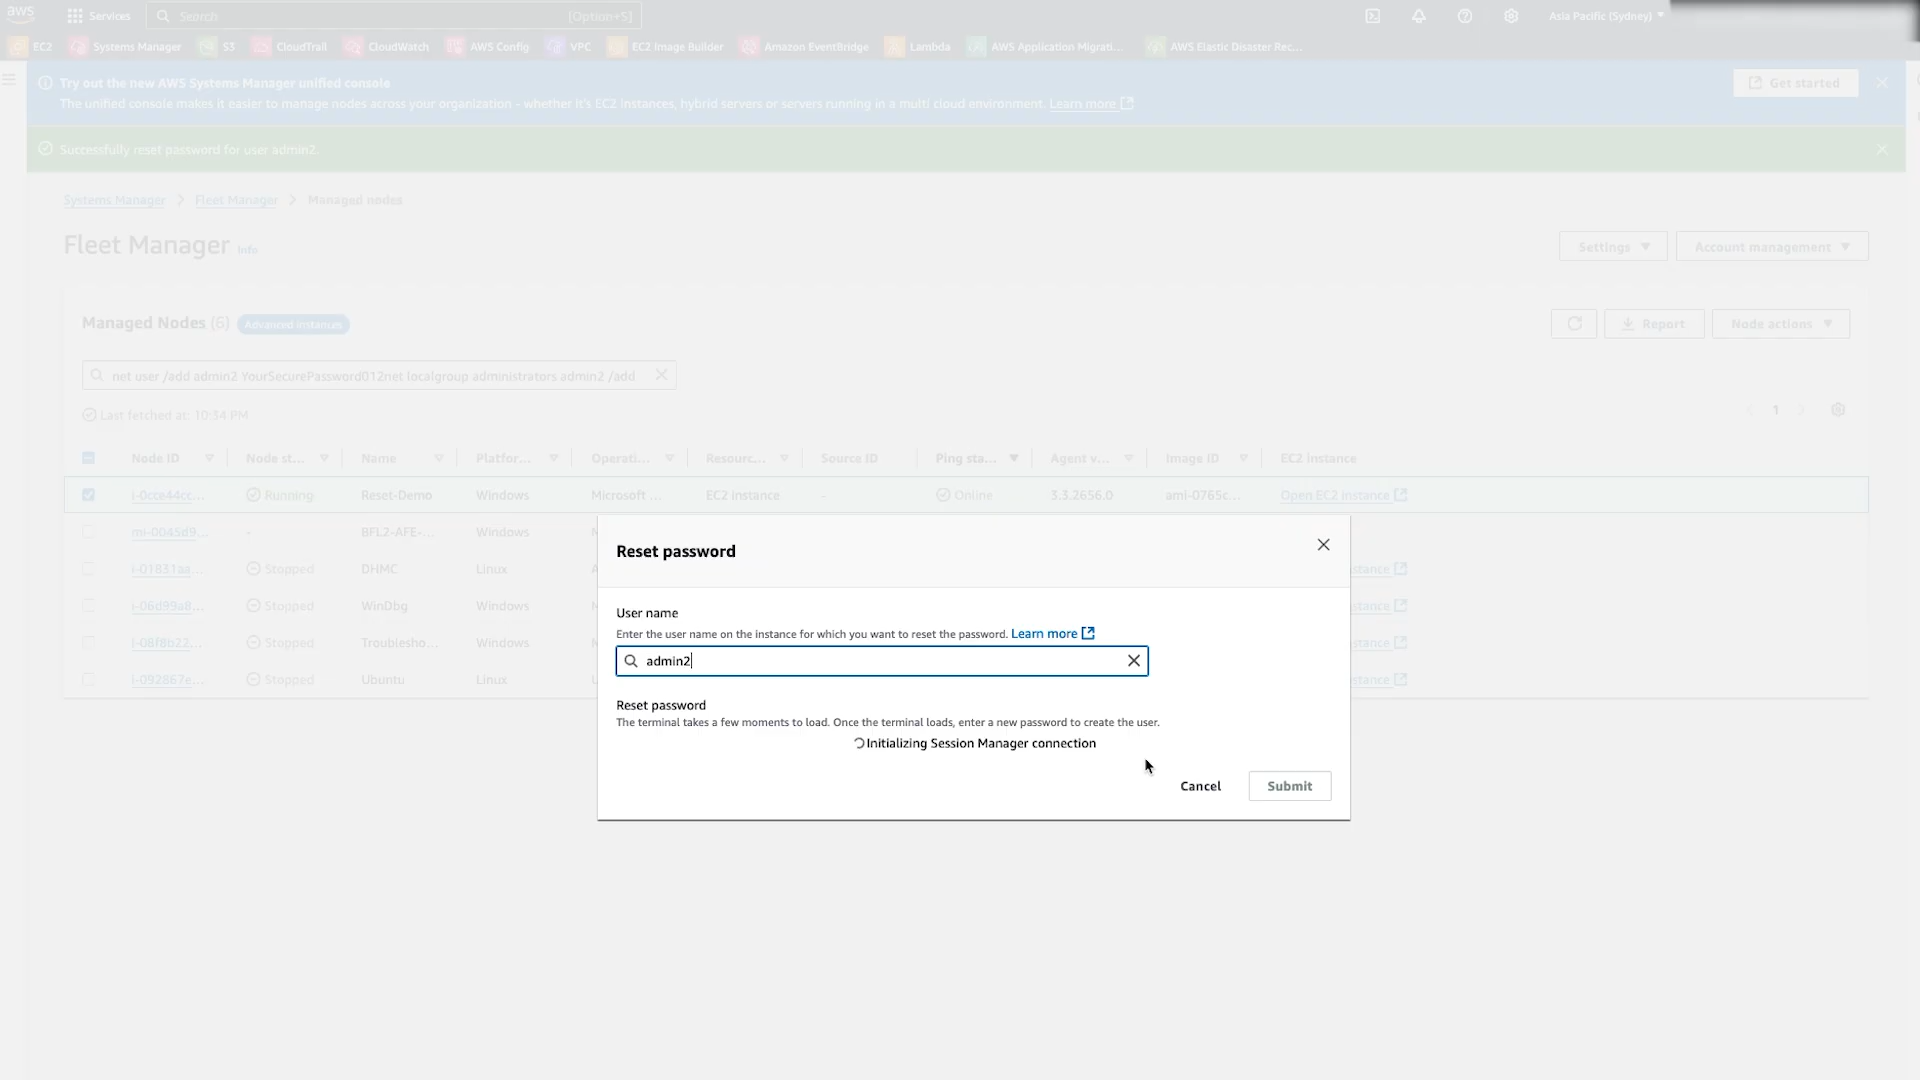 aws
Services
Search
[Option+S]
Asia Pacific (Sydney)
EC2
Systems Manager
S3
CloudTrail
CloudWatch
AWS Config
VPC
EC2 Image Builder
Amazon EventBridge
Lambda
AWS Application Migrati...
AWS Elastic Disaster Rec...
Try out the new AWS Systems Manager unified console
The unified console makes it easier to manage nodes across your organization - whether it's EC2 instances, hybrid servers or servers running in a multi cloud environment. Learn more
Get started
Successfully reset password for user admin2
Systems Manager
Fleet Manager
Managed nodes
Fleet Manager Info
Settings
Account management
Managed Nodes (6) Advanced instances
Report
Node actions
net user /add admin2 YourSecurePassword012net localgroup administrators admin2 /add
Last fetched at: 10:34 PM
1
Node ID Node st... Name Platfor... Operati... Resourc... Source ID Ping sta... Agent v... Image ID EC2 Instance
i-0cce44cc... Running Reset-Demo Windows Microsoft ... EC2 instance - Online 3.3.2656.0 ami-0765c... Open EC2 instance
mi-0045d9... - BFL2-AFE-... Windows
i-01831aa... Stopped DHMC Linux stance
i-06d99a8... Stopped WinDbg Windows stance
i-08f8b22... Stopped Troublesho... Windows stance
i-092867e... Stopped Ubuntu Linux stance
Reset password
User name
Enter the user name on the instance for which you want to reset the password. Learn more
admin2
Reset password
The terminal takes a few moments to load. Once the terminal loads, enter a new password to create the user.
Initializing Session Manager connection
Cancel
Submit